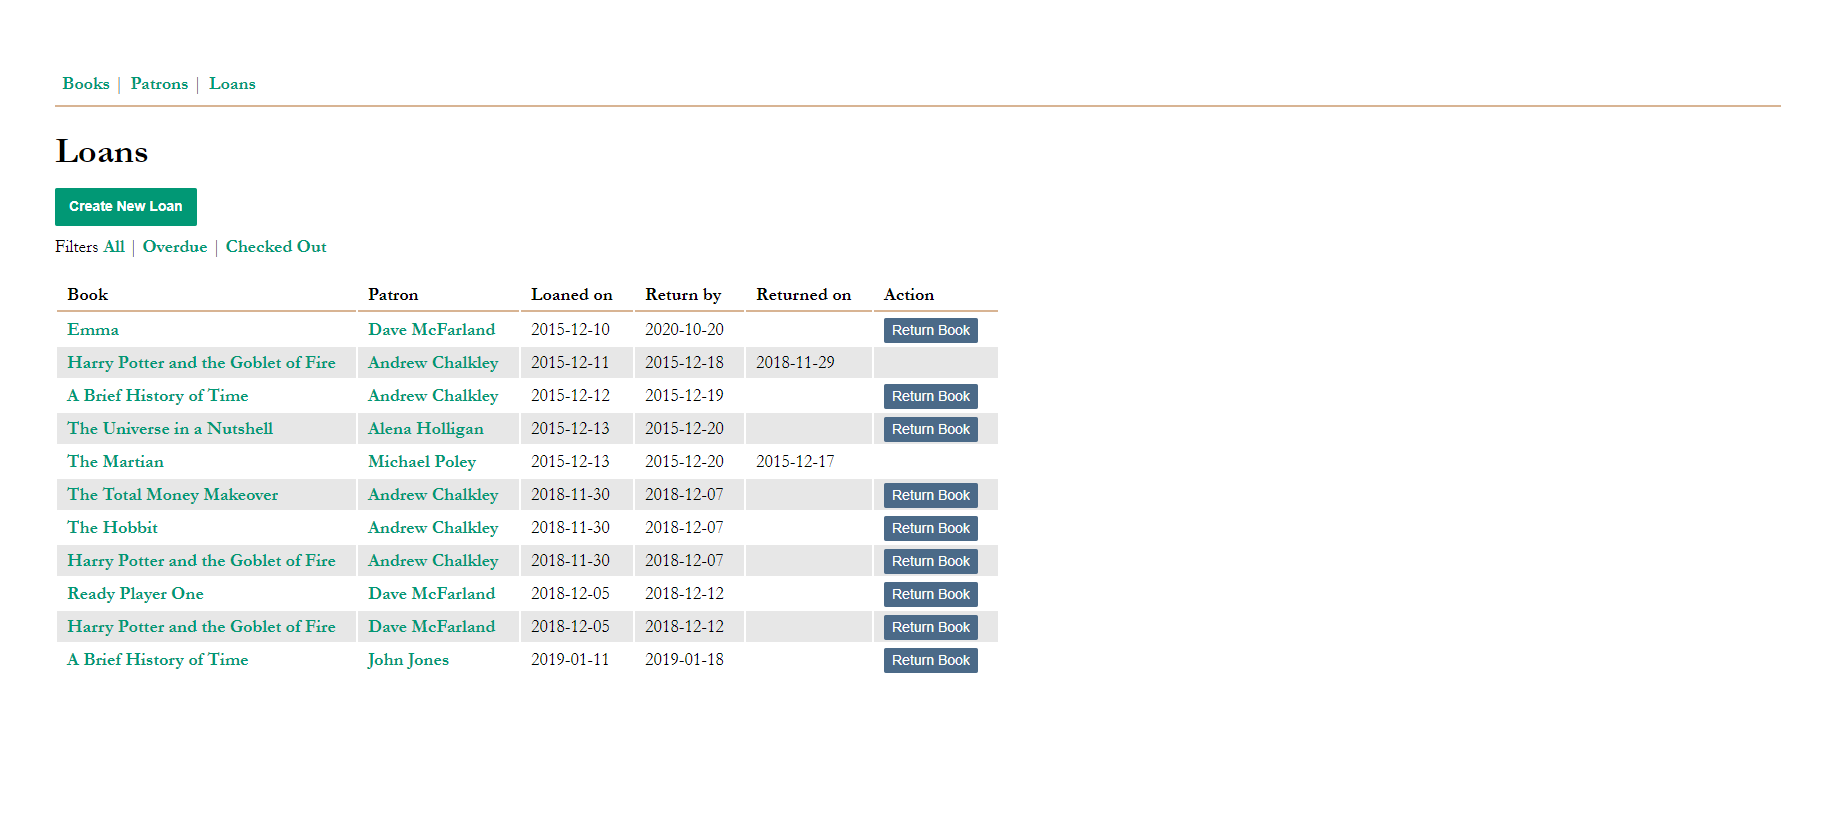 Books | Patrons | Loans
Loans
Create New Loan
Filters All | Overdue | Checked Out
Book Patron Loaned on Return by Returned on Action
Emma Dave McFarland 2015-12-10 2020-10-20 Return Book
Harry Potter and the Goblet of Fire Andrew Chalkley 2015-12-11 2015-12-18 2018-11-29
A Brief History of Time Andrew Chalkley 2015-12-12 2015-12-19 Return Book
The Universe in a Nutshell Alena Holligan 2015-12-13 2015-12-20 Return Book
The Martian Michael Poley 2015-12-13 2015-12-20 2015-12-17
The Total Money Makeover Andrew Chalkley 2018-11-30 2018-12-07 Return Book
The Hobbit Andrew Chalkley 2018-11-30 2018-12-07 Return Book
Harry Potter and the Goblet of Fire Andrew Chalkley 2018-11-30 2018-12-07 Return Book
Ready Player One Dave McFarland 2018-12-05 2018-12-12 Return Book
Harry Potter and the Goblet of Fire Dave McFarland 2018-12-05 2018-12-12 Return Book
A Brief History of Time John Jones 2019-01-11 2019-01-18 Return Book